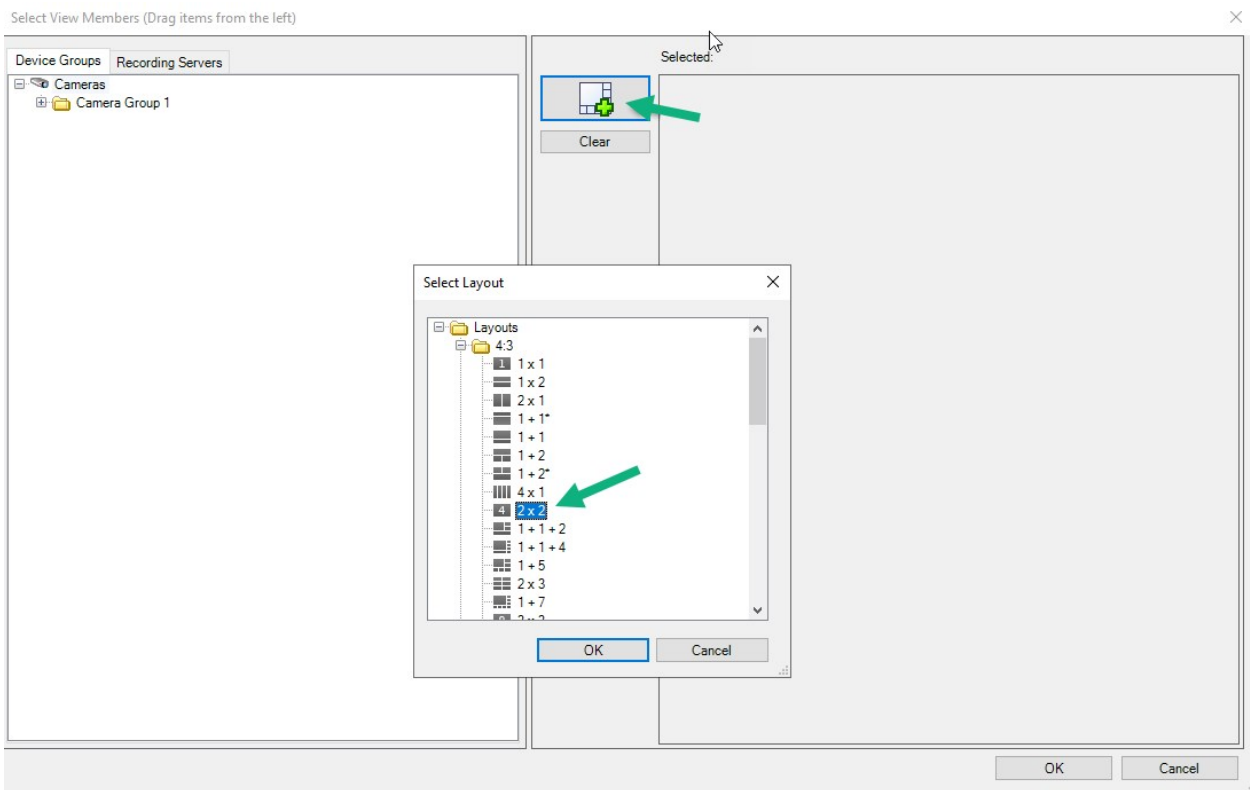 Select View Members (Drag items from the left)
Device Groups
Recording Servers
Cameras
Camera Group 1
Selected:
Clear
Select Layout
Layouts
4:3
1 1 x 1
1 x 2
2 x 1
1 + 1*
1 + 1
1 + 2
1 + 2*
4 x 1
4 2 x 2
1 + 1 + 2
1 + 1 + 4
1 + 5
2 x 3
1 + 7
OK
Cancel
OK
Cancel